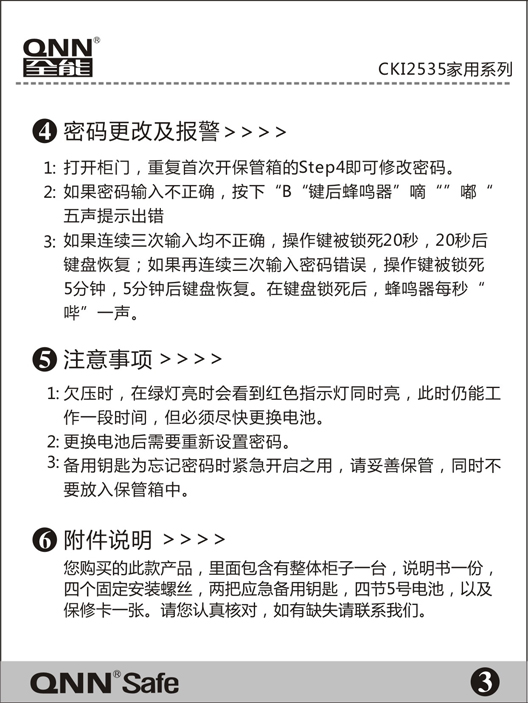 QNN®
全能
CKI2535家用系列
4 密码更改及报警>>>>
1: 打开柜门，重复首次开保管箱的Step4即可修改密码。
2: 如果密码输入不正确，按下“B“键后蜂鸣器”嘀“”嘟“
五声提示出错
3: 如果连续三次输入均不正确，操作键被锁死20秒，20秒后
键盘恢复；如果再连续三次输入密码错误，操作键被锁死
5分钟，5分钟后键盘恢复。在键盘锁死后，蜂鸣器每秒“
哔”一声。
5 注意事项 >>>>
1: 欠压时，在绿灯亮时会看到红色指示灯同时亮，此时仍能工
作一段时间，但必须尽快更换电池。
2: 更换电池后需要重新设置密码。
3: 备用钥匙为忘记密码时紧急开启之用，请妥善保管，同时不
要放入保管箱中。
6 附件说明 >>>>
您购买的此款产品，里面包含有整体柜子一台，说明书一份，
四个固定安装螺丝，两把应急备用钥匙，四节5号电池，以及
保修卡一张。请您认真核对，如有缺失请联系我们。
QNN® Safe
3